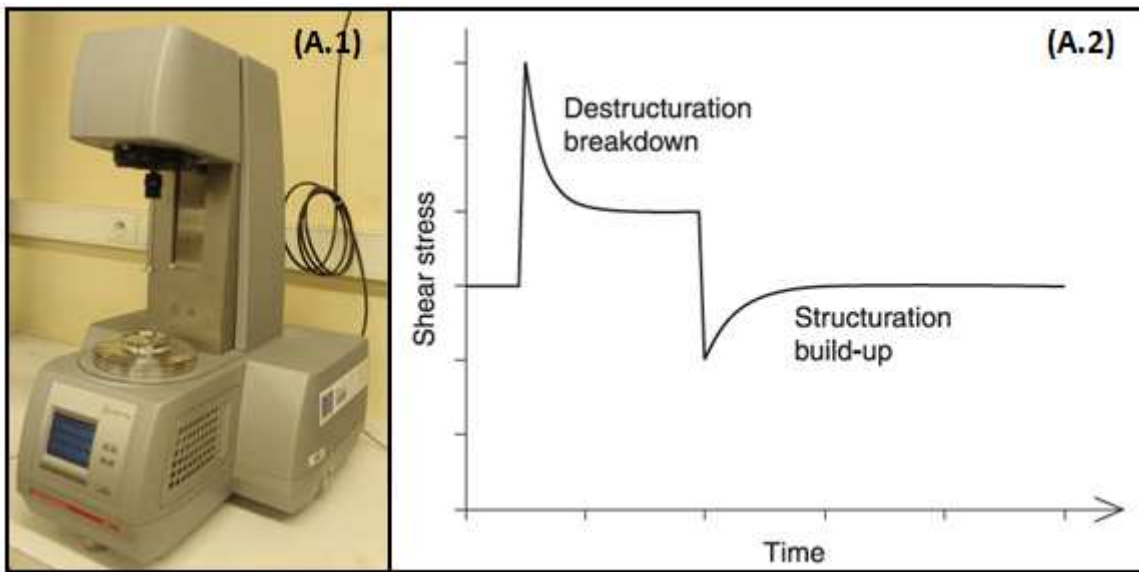 (A.1)
(A.2)
Destructuration
breakdown
Shear stress
Structuration
build-up
Time